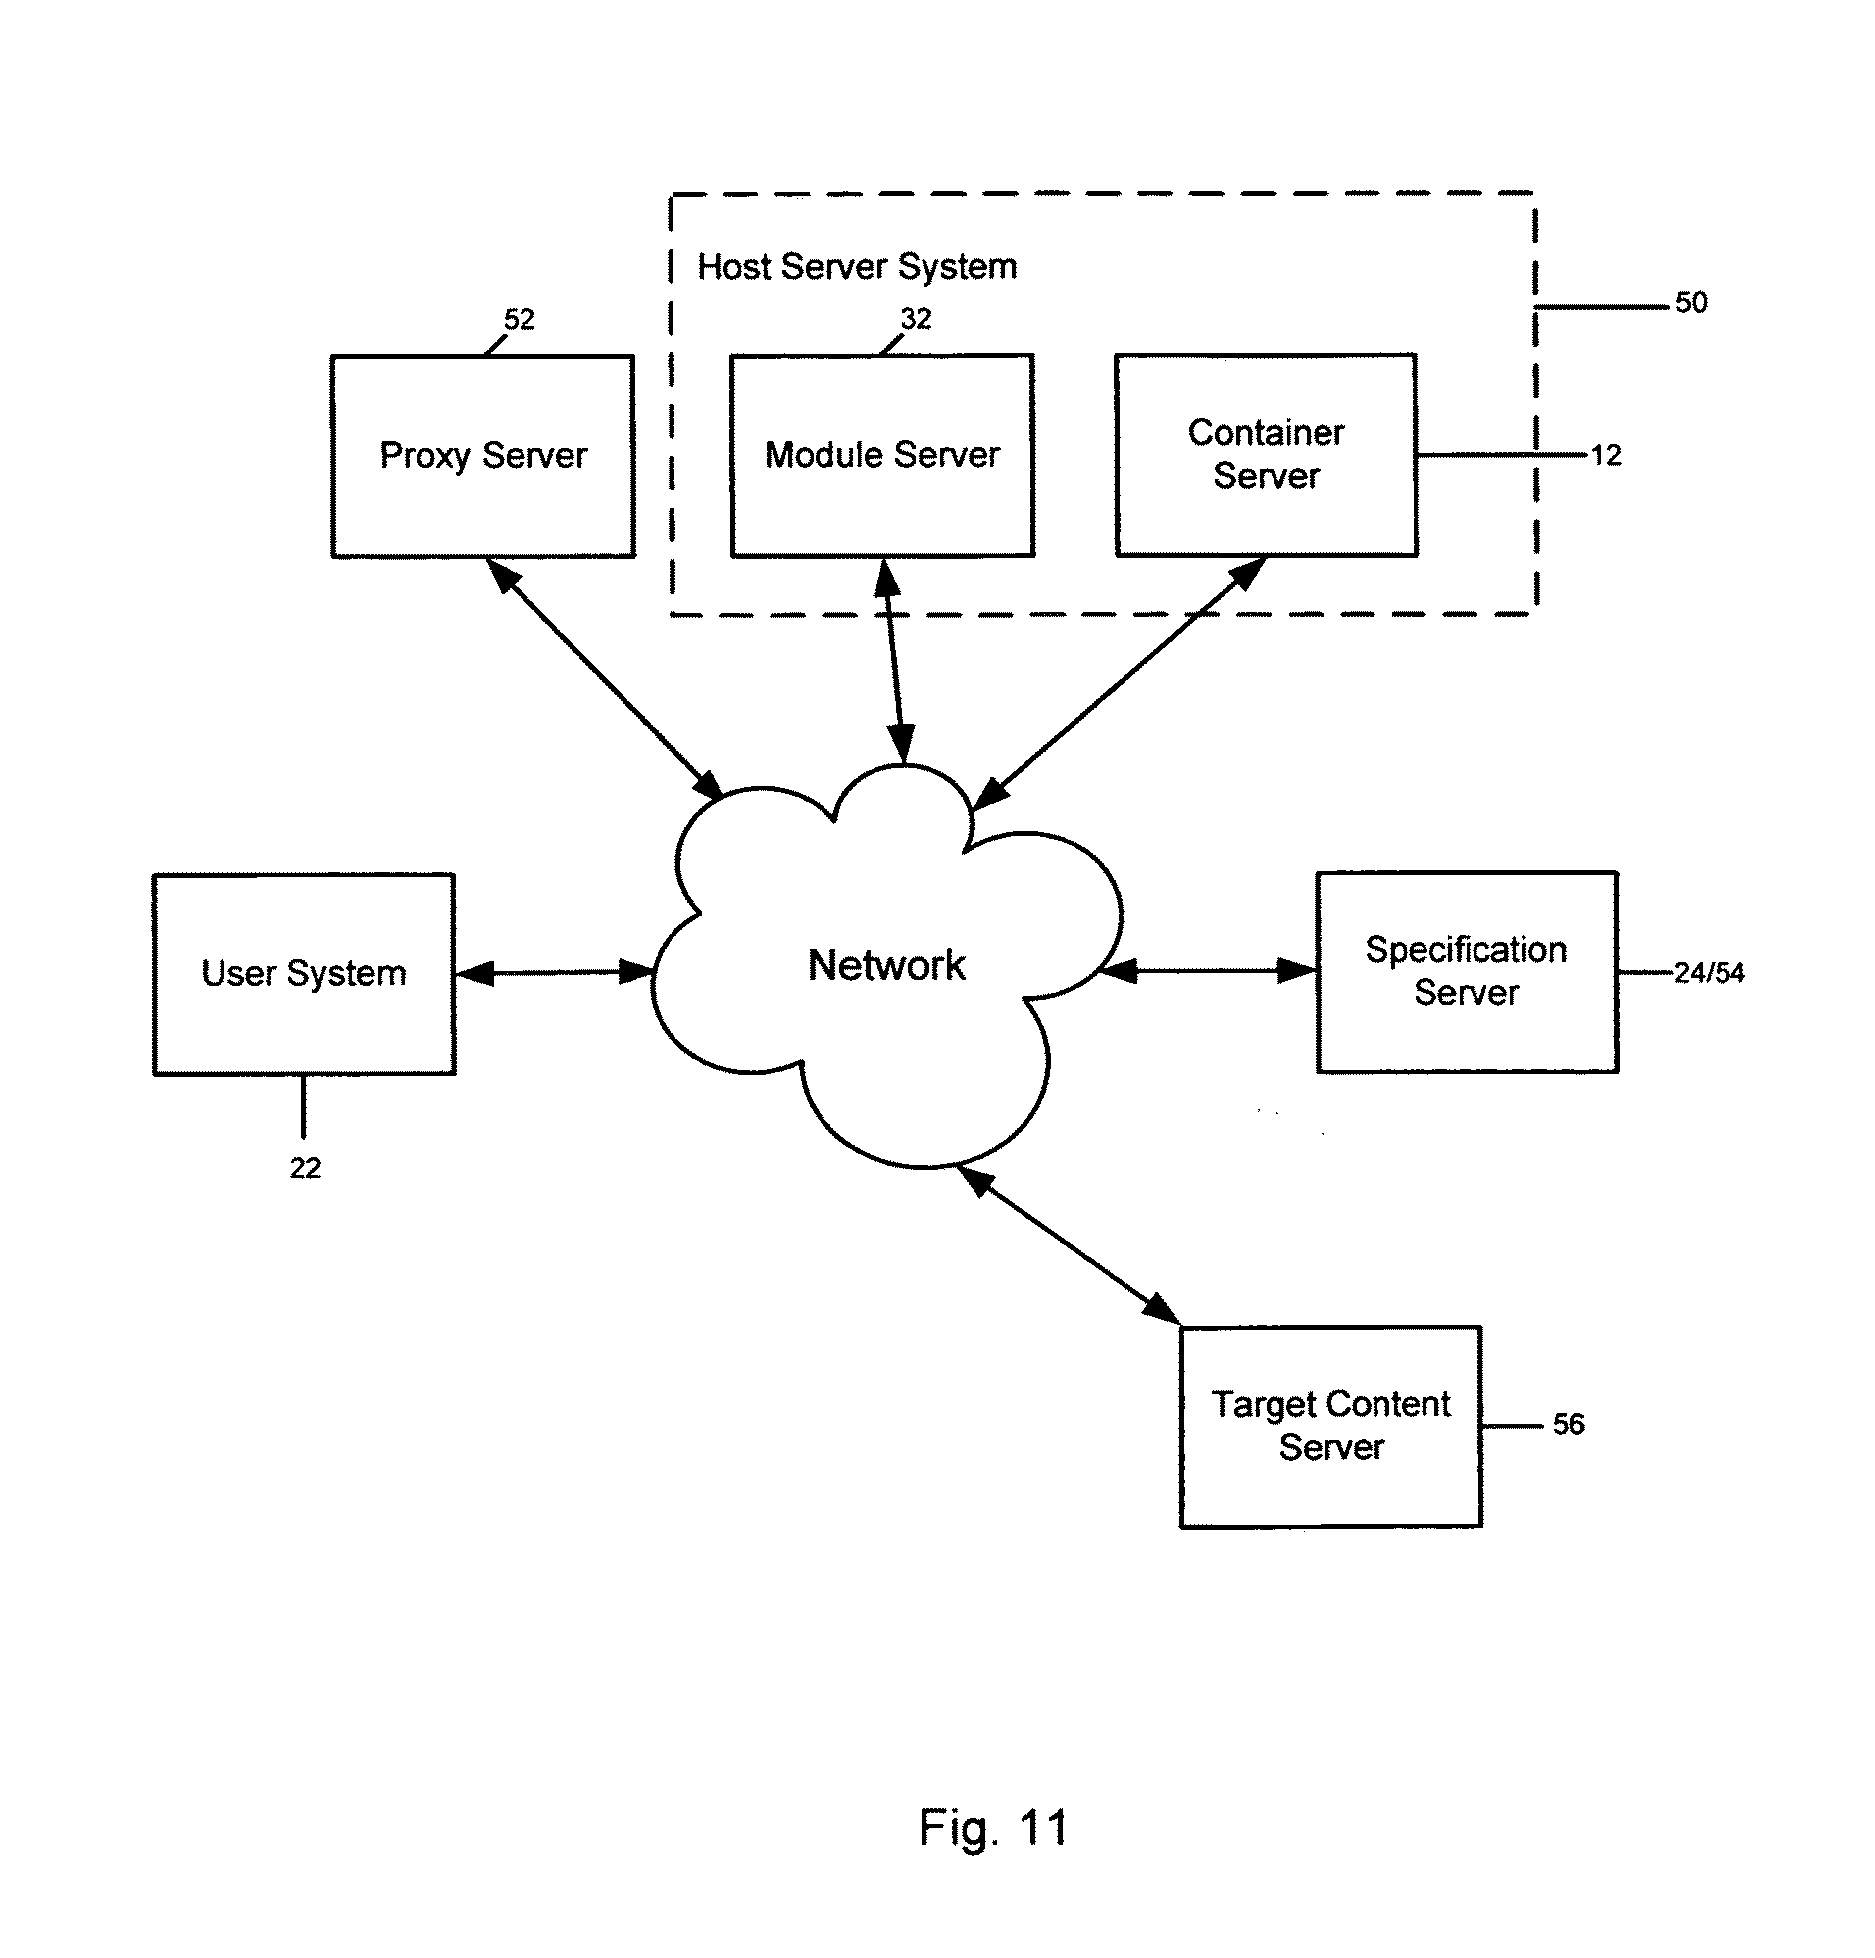 Host Server System
50
52
32
Proxy Server
Module Server
Container
Server
12
User System
Network
Specification
Server
24/54
22
Target Content
Server
56
Fig. 11